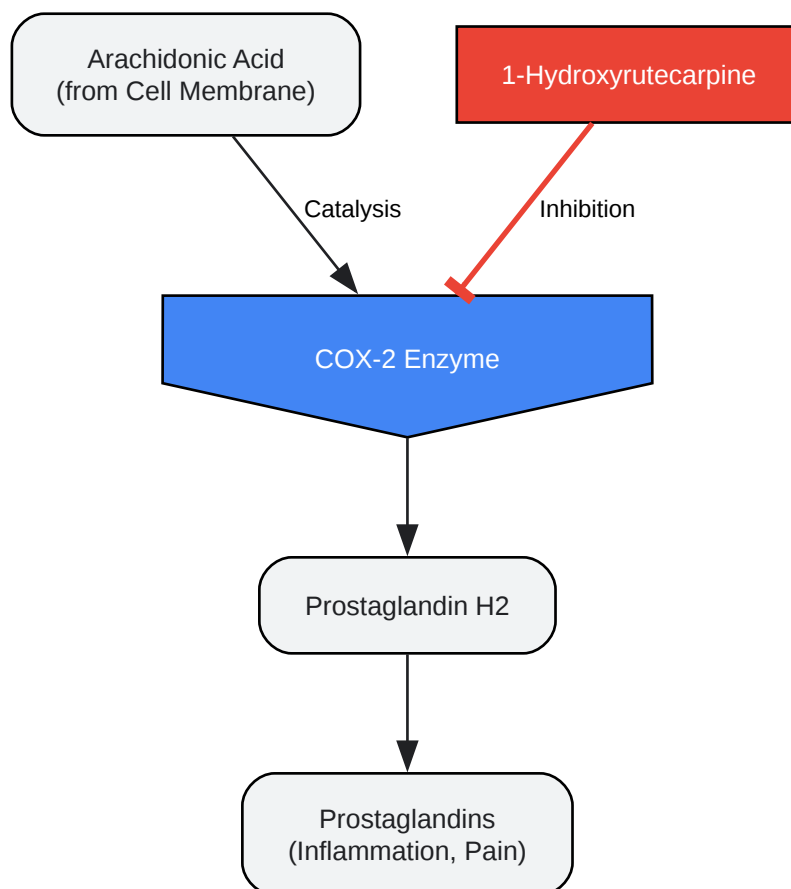 Arachidonic Acid
(from Cell Membrane)
1-Hydroxyrutecarpine
Catalysis
Inhibition
COX-2 Enzyme
Prostaglandin H2
Prostaglandins
(Inflammation, Pain)